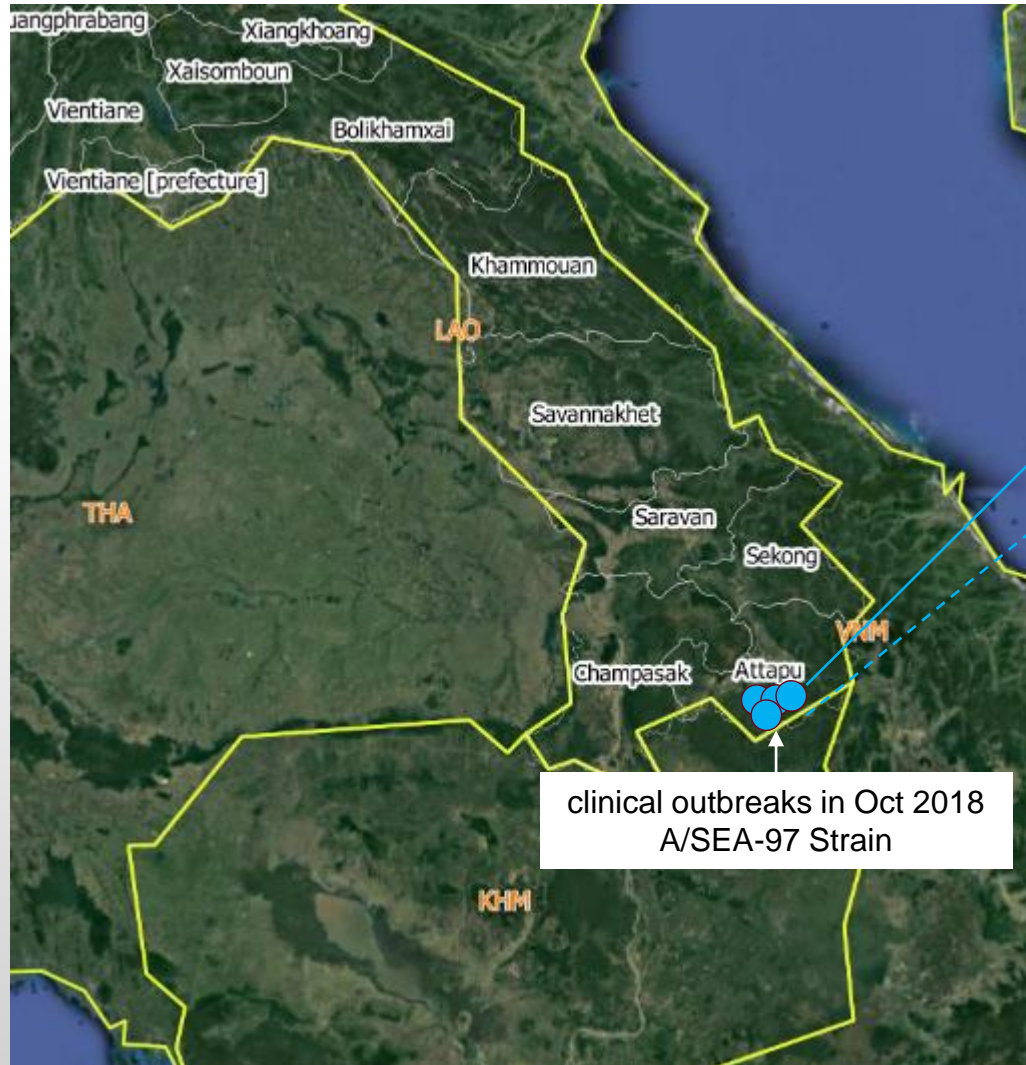 uangphrabang
Xiangkhoang
Xaisomboun
Vientiane
Bolikhamxai
Vientiane [prefecture]
Khammouan
LAO
Savannakhet
THA
Saravan
Sekong
VNM
Champasak
Attapu
clinical outbreaks in Oct 2018
A/SEA-97 Strain
KHM